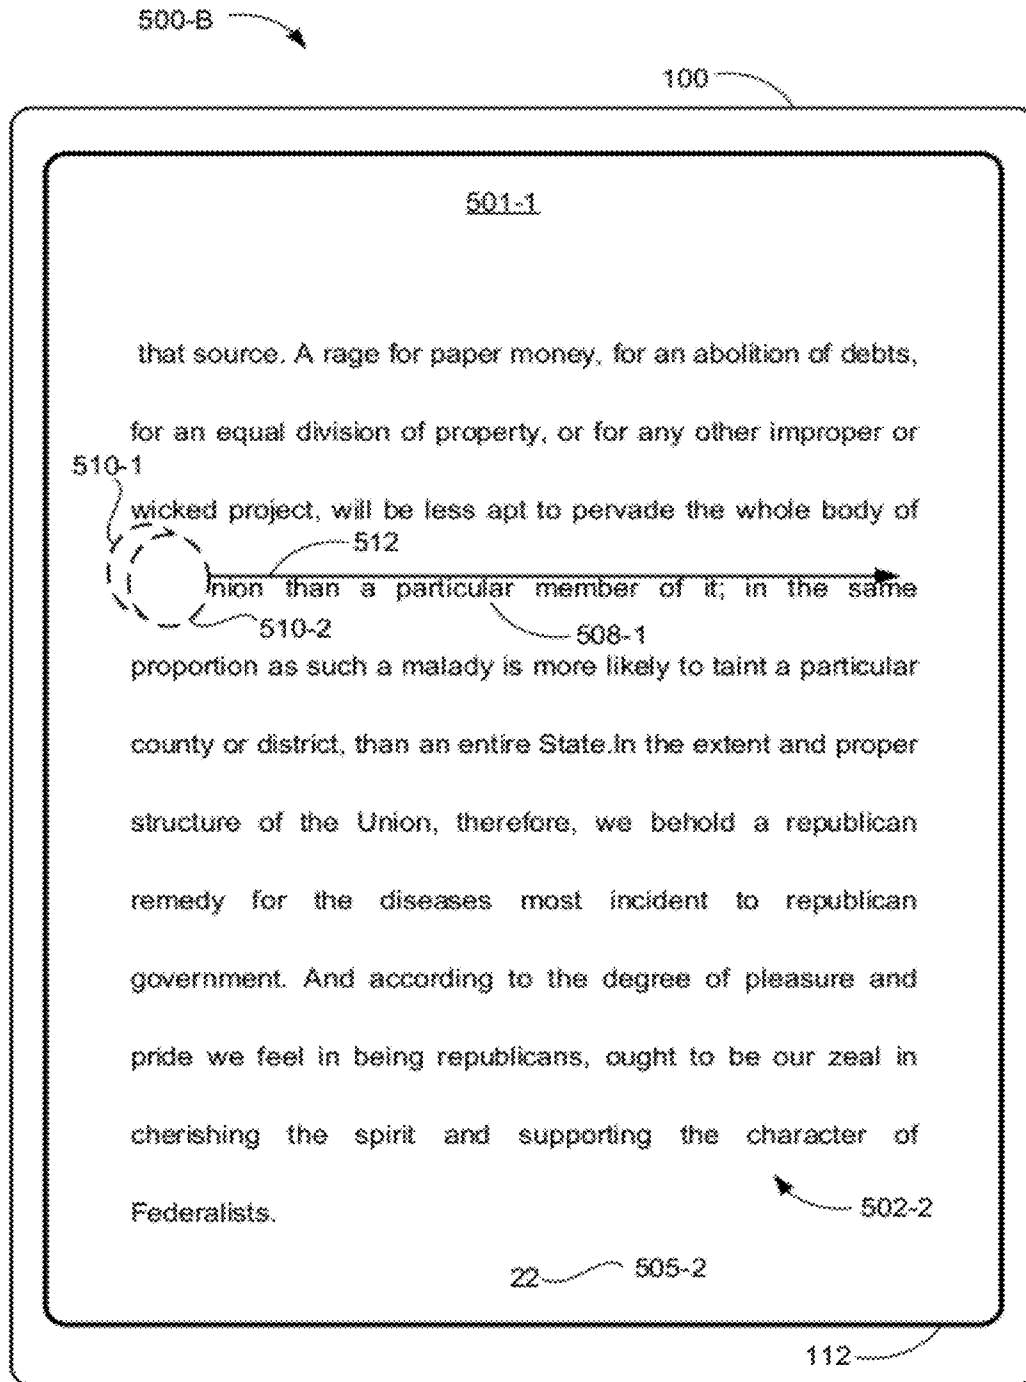 500-B
100
501-1
that source. A rage for paper money, for an abolition of debts,
for an equal division of property, or for any other improper or
510-1
wicked project, will be less apt to pervade the whole body of
512
nion than a particular member of it; in the same
510-2
508-1
proportion as such a malady is more likely to taint a particular
county or district, than an entire State.In the extent and proper
structure of the Union, therefore, we behold a republican
remedy for the diseases most incident to republican
government. And according to the degree of pleasure and
pride we feel in being republicans, ought to be our zeal in
cherishing the spirit and supporting the character of
Federalists.
502-2
22
505-2
112